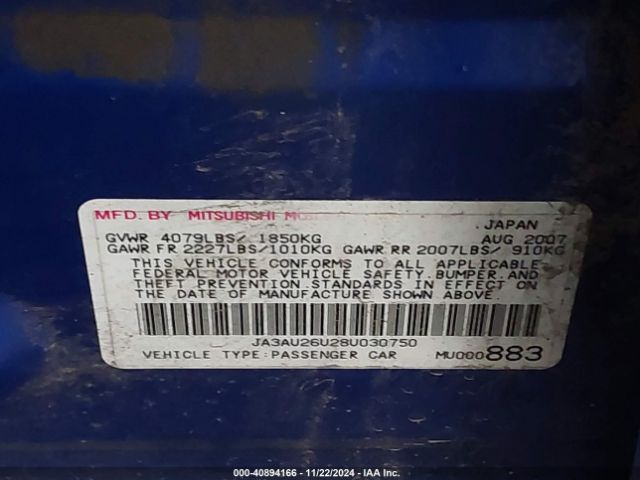 MFD. BY MITSUBISHI
JAPAN
GVWR 4079LBS/ 1850KG AUG 2007
GAWR FR 2227LBS/1010KG GAWR RR 2007LBS/ 910KG
THIS VEHICLE CONFORMS TO ALL APPLICABLE
FEDERAL MOTOR VEHICLE SAFETY.BUMPER.AND
THEFT PREVENTION STANDARDS IN EFFECT ON
THE DATE OF MANUFACTURE SHOWN ABOVE.
JA3AU26U28U030750
VEHICLE TYPE:PASSENGER CAR MU000883
000-40894166 - 11/22/2024 - IAA Inc.